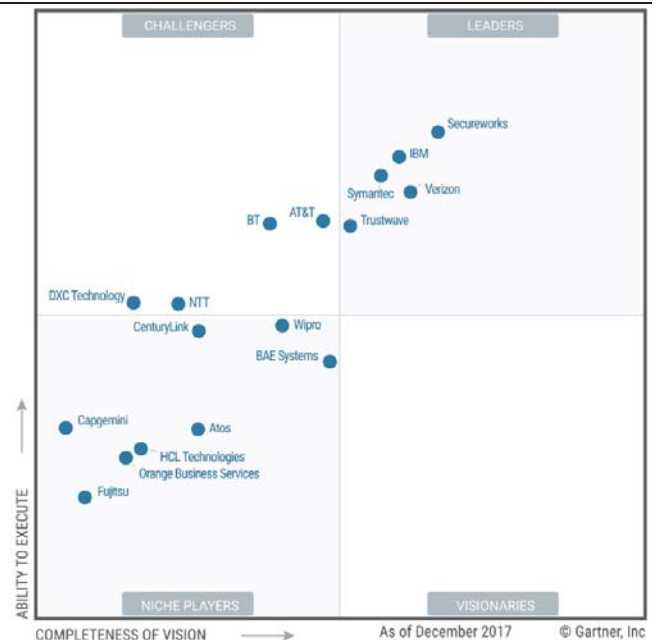 CHALLENGERS
LEADERS
Secureworks
IBM
Symantec
Verizon
AT&T
BT
Trustwave
DXC Technology
NTT
CenturyLink
Wipro
BAE Systems
Capgemini
Atos
HCL Technologies
Orange Business Services
Fujitsu
ABILITY TO EXECUTE
NICHE PLAYERS
VISIONARIES
COMPLETENESS OF VISION
As of December 2017
© Gartner, Inc